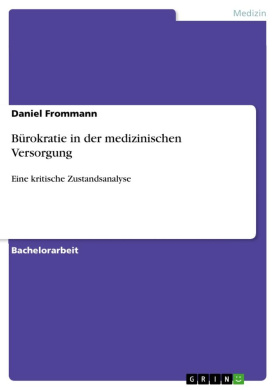 Medizin
Daniel Frommann
Bürokratie in der medizinischen
Versorgung
Eine kritische Zustandsanalyse
Bachelorarbeit
GRIN